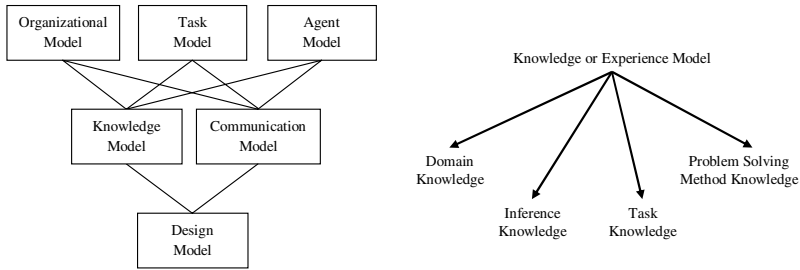 Organizational
Model
Task
Model
Agent
Model
Knowledge
Model
Communication
Model
Design
Model
Knowledge or Experience Model
Domain
Knowledge
Problem Solving
Method Knowledge
Inference
Knowledge
Task
Knowledge